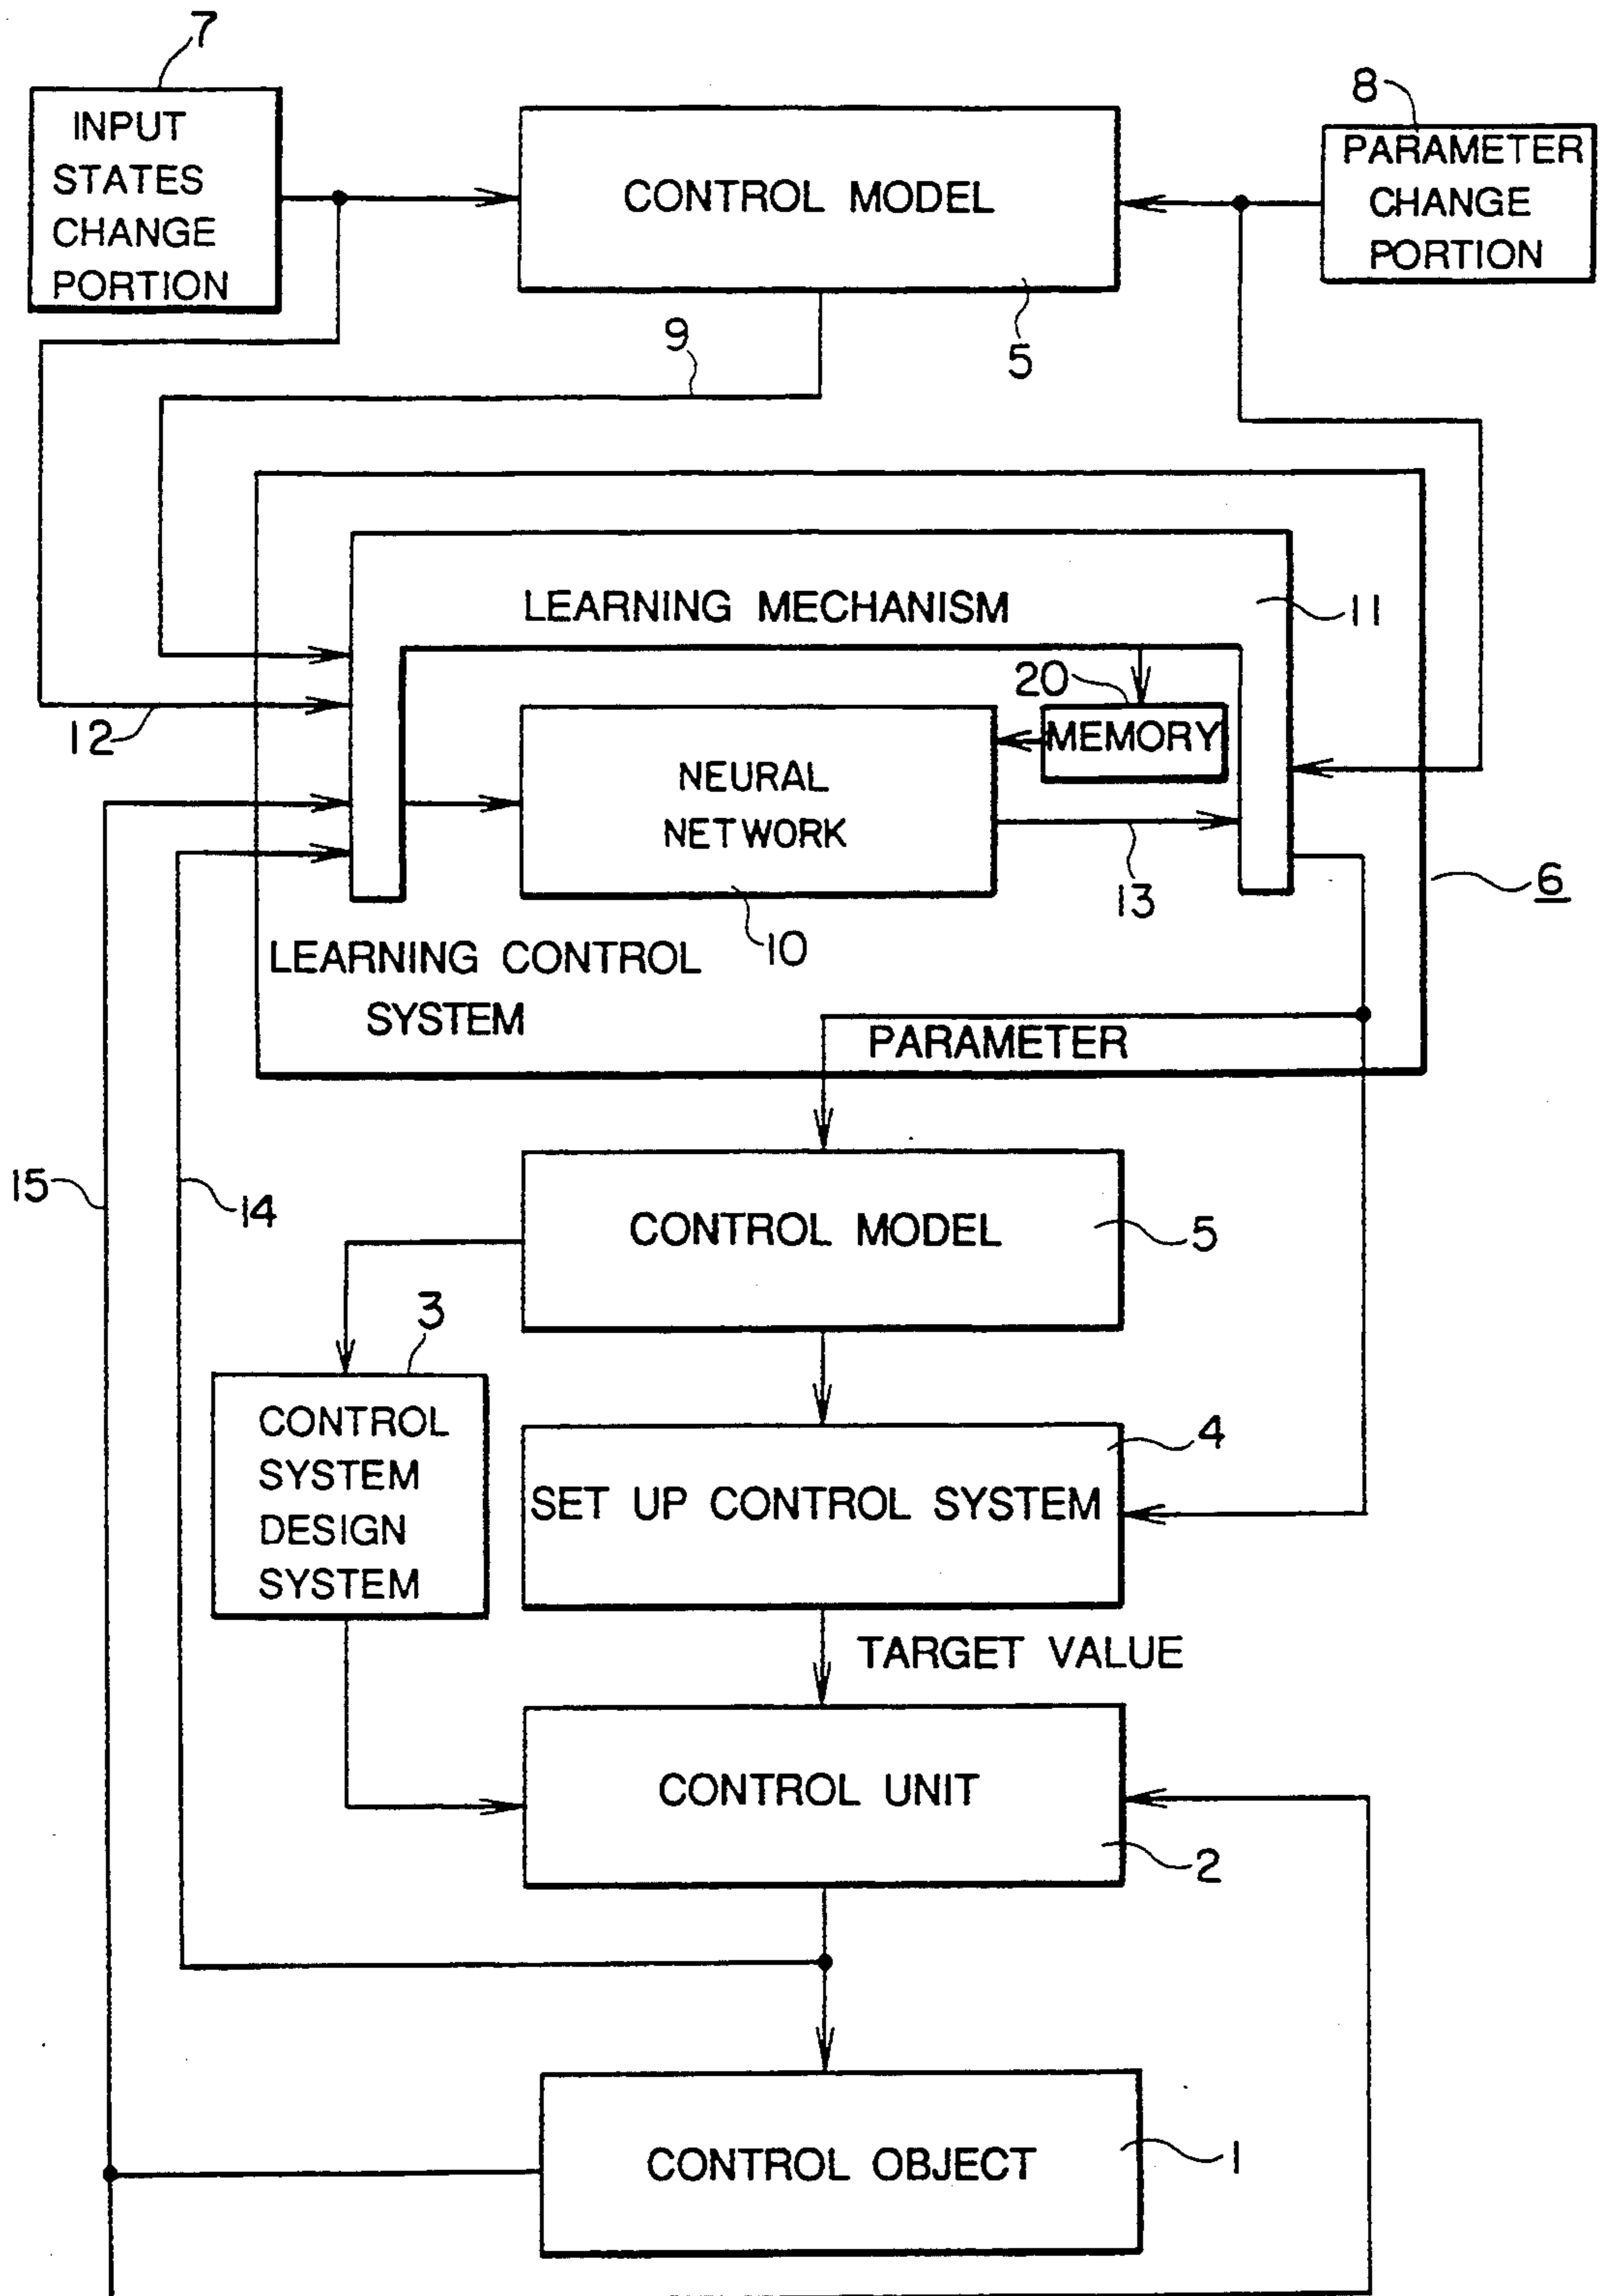 7
INPUT
STATES
CHANGE
PORTION
CONTROL MODEL
5
8
PARAMETER
CHANGE
PORTION
9
LEARNING MECHANISM
11
20
MEMORY
12
NEURAL
NETWORK
10
13
6
LEARNING CONTROL
SYSTEM
PARAMETER
15
14
CONTROL MODEL
5
3
CONTROL
SYSTEM
DESIGN
SYSTEM
4
SET UP CONTROL SYSTEM
TARGET VALUE
CONTROL UNIT
2
CONTROL OBJECT
1